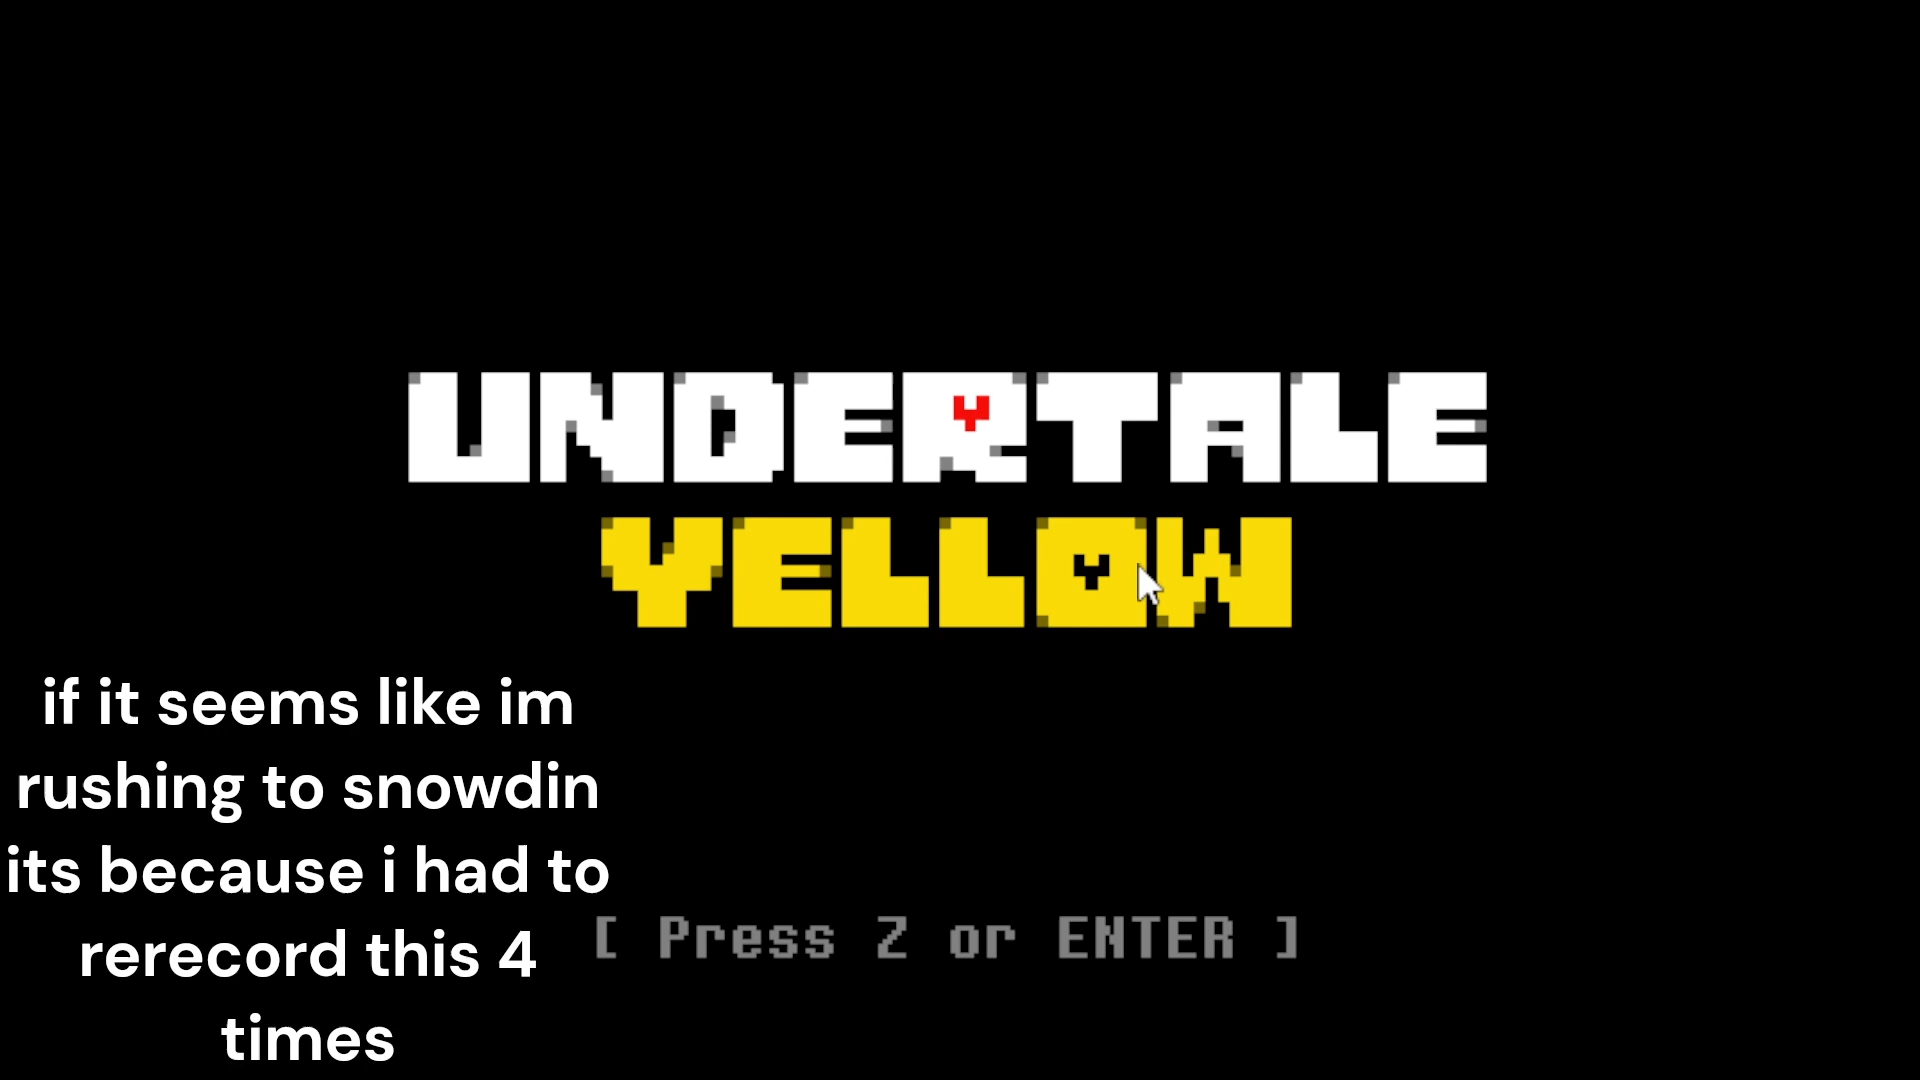 UNDERTALE
YELLOW
if it seems like im
rushing to snowdin
its because i had to
rerecord this 4
times
[ Press Z or ENTER ]